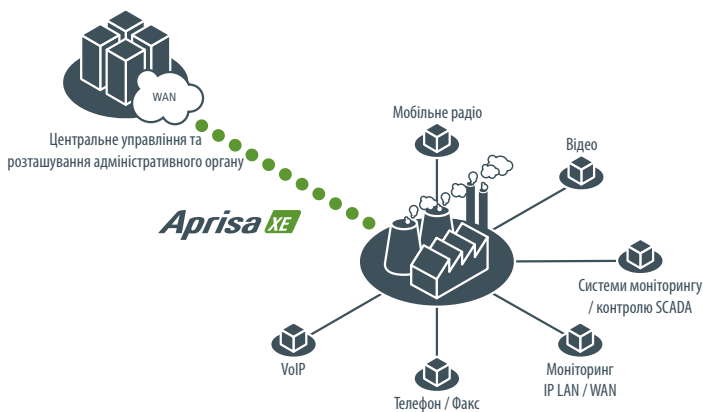 WAN
Центральне управління та
розташування адміністративного органу
Мобільне радіо
Відео
Aprisa XE
Системи моніторингу
/ контролю SCADA
VoIP
Моніторинг
IP LAN / WAN
Телефон / Факс